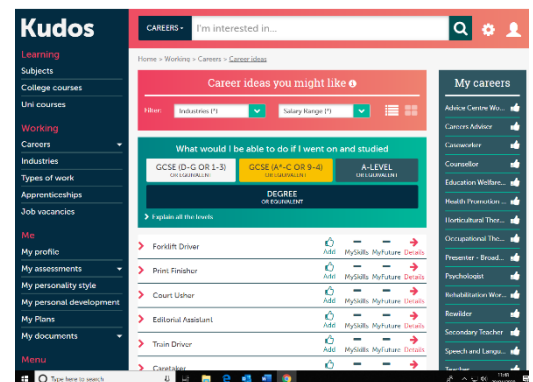 Kudos
CAREERS
I'm interested in...
Learning
Subjects
College courses
Uni courses
Working
Careers
Industries
Types of work
Apprenticeships
Job vacancies
Me
My profile
My assessments
My personality style
My personal development
My Plans
My documents
Menu
Home > Working > Careers > Career ideas
Career ideas you might like
Filter:
Industries (*)
Salary Range (*)
What would I be able to do if I went on and studied
GCSE (D-G OR 1-3)
OR EQUIVALENT
GCSE (A*-C OR 9-4)
OR EQUIVALENT
A-LEVEL
OR EQUIVALENT
DEGREE
OR EQUIVALENT
Explain all the levels
Forklift Driver
Add MySkills MyFuture Details
Print Finisher
Add MySkills MyFuture Details
Court Usher
Add MySkills MyFuture Details
Editorial Assistant
Add MySkills MyFuture Details
Train Driver
Add MySkills MyFuture Details
Caretaker
My careers
Advice Centre Wo...
Careers Adviser
Caseworker
Counsellor
Education Welfare...
Health Promotion ...
Horticultural Ther...
Occupational The...
Presenter - Broad...
Psychologist
Rehabilitation Wor...
Rewilder
Secondary Teacher
Speech and Langu...
Teacher
Type here to search